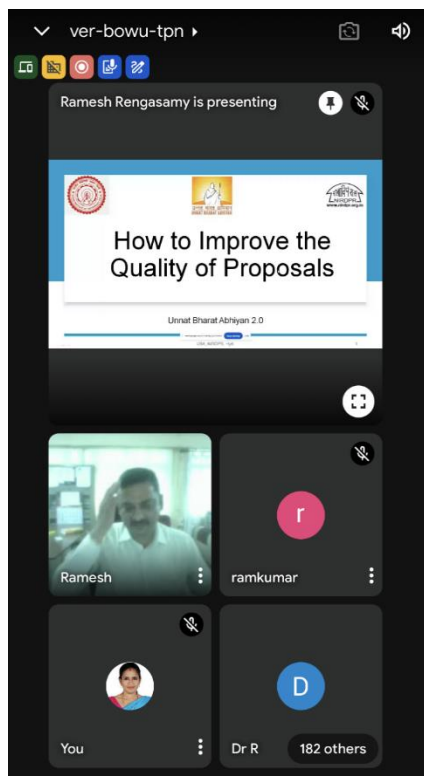 ver-bowu-tpn
Ramesh Rengasamy is presenting
How to Improve the
Quality of Proposals
Unnat Bharat Abhiyan 2.0
Ramesh
r
ramkumar
You
D
Dr R
182 others